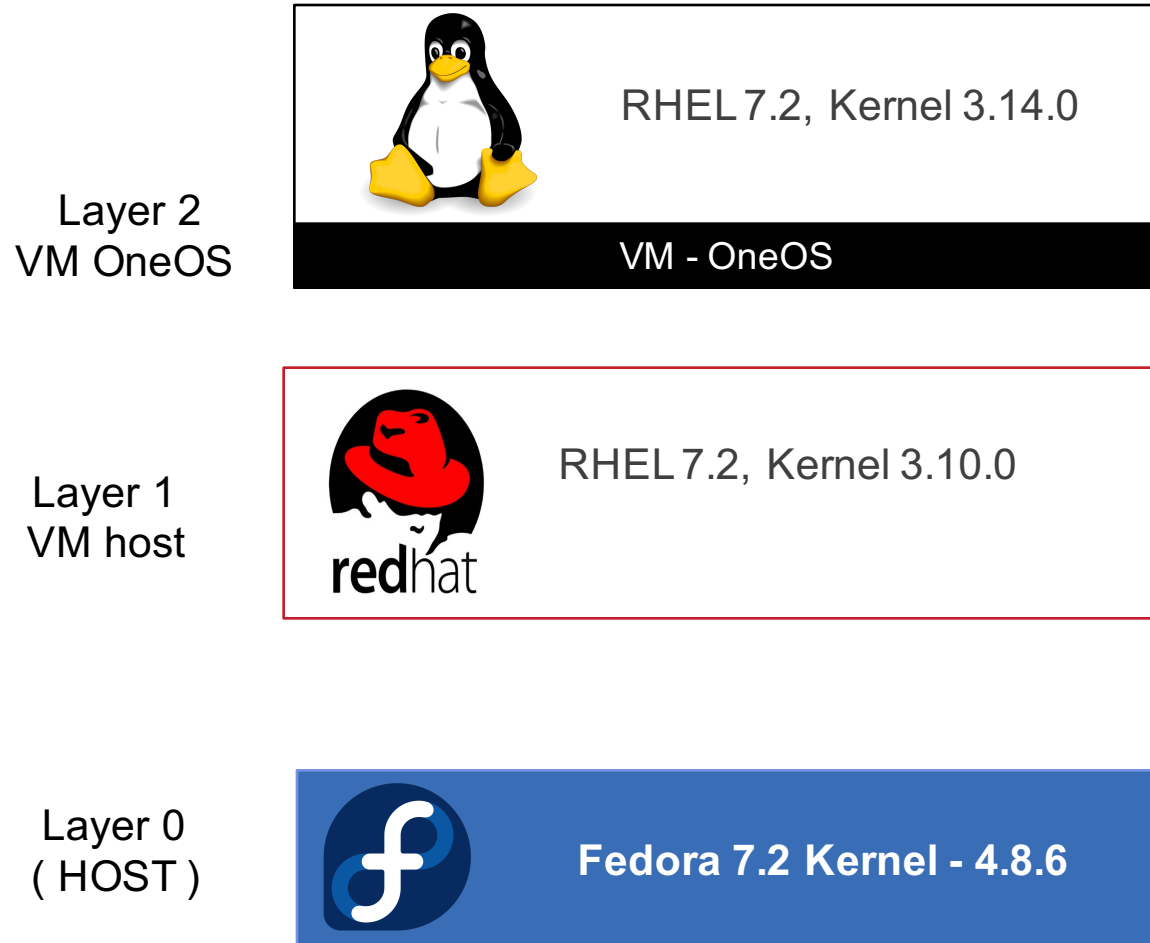 RHEL 7.2, Kernel 3.14.0
Layer 2
VM OneOS
VM - OneOS
RHEL 7.2, Kernel 3.10.0
Layer 1
VM host
redhat
Layer 0
( HOST )
Fedora 7.2 Kernel - 4.8.6